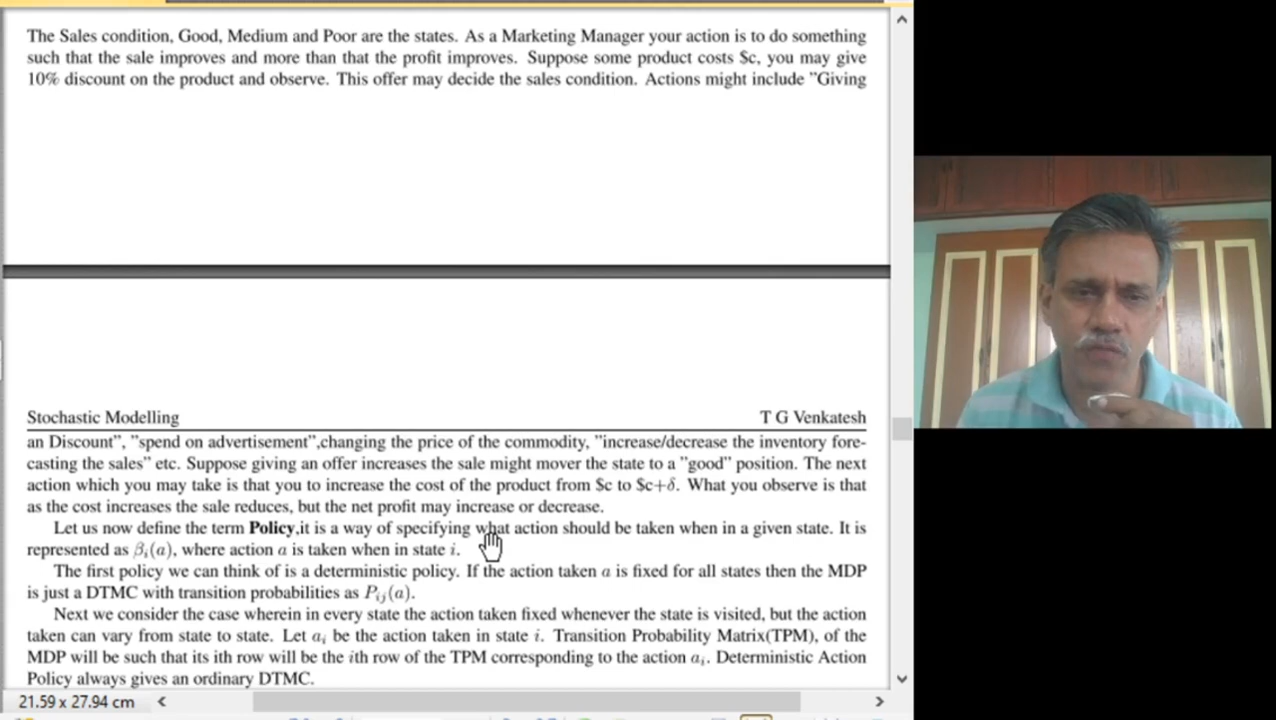 The Sales condition, Good, Medium and Poor are the states. As a Marketing Manager your action is to do something
such that the sale improves and more than that the profit improves. Suppose some product costs $c, you may give
10% discount on the product and observe. This offer may decide the sales condition. Actions might include "Giving
Stochastic Modelling T G Venkatesh
an Discount", "spend on advertisement",changing the price of the commodity, "increase/decrease the inventory fore-
casting the sales" etc. Suppose giving an offer increases the sale might mover the state to a "good" position. The next
action which you may take is that you to increase the cost of the product from $c to $c+δ. What you observe is that
as the cost increases the sale reduces, but the net profit may increase or decrease.
Let us now define the term Policy,it is a way of specifying what action should be taken when in a given state. It is
represented as βᵢ(a), where action a is taken when in state i.
The first policy we can think of is a deterministic policy. If the action taken a is fixed for all states then the MDP
is just a DTMC with transition probabilities as Pᵢⱼ(a).
Next we consider the case wherein in every state the action taken fixed whenever the state is visited, but the action
taken can vary from state to state. Let aᵢ be the action taken in state i. Transition Probability Matrix(TPM), of the
MDP will be such that its ith row will be the ith row of the TPM corresponding to the action aᵢ. Deterministic Action
Policy always gives an ordinary DTMC.
21.59 x 27.94 cm